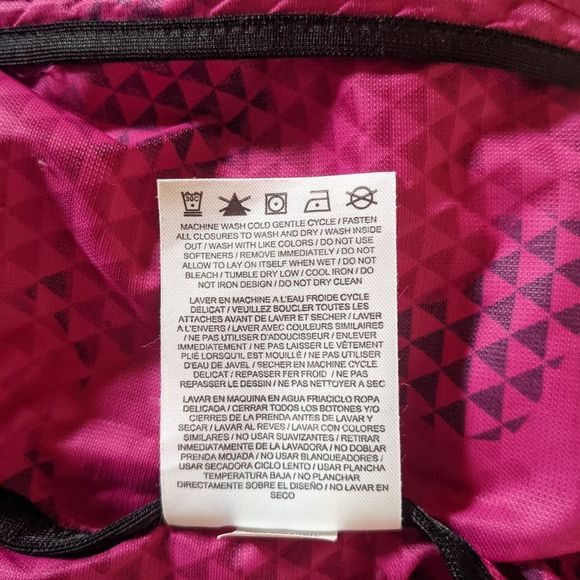 30C
MACHINE WASH COLD GENTLE CYCLE / FASTEN
ALL CLOSURES TO WASH AND DRY / WASH INSIDE
OUT / WASH WITH LIKE COLORS / DO NOT USE
SOFTENERS / REMOVE IMMEDIATELY / DO NOT
ALLOW TO LAY ON ITSELF WHEN WET / DO NOT
BLEACH / TUMBLE DRY LOW / COOL IRON / DO
NOT IRON DESIGN / DO NOT DRY CLEAN
LAVER EN MACHINE A L'EAU FROIDE CYCLE
DELICAT / VEUILLEZ BOUCLER TOUTES LES
ATTACHES AVANT DE LAVER ET SECHER / LAVER
A L'ENVERS / LAVER AVEC COULEURS SIMILAIRES
/ NE PAS UTILISER D'ADOUCISSEUR / ENLEVER
IMMEDIATEMENT / NE PAS LAISSER LE VÊTEMENT
PLIÉ LORSQU'IL EST MOUILLÉ / NE PAS UTILISER
D'EAU DE JAVEL / SECHER EN MACHINE CYCLE
DELICAT / REPASSER FER FROID / NE PAS
REPASSER LE DESSIN / NE PAS NETTOYER A SEC
LAVAR EN MAQUINA EN AGUA FRIACICLO ROPA
DELICADA / CERRAR TODOS LOS BOTONES Y/O
CIERRES DE LA PRENDA ANTES DE LAVAR Y
SECAR / LAVAR AL REVES / LAVAR CON COLORES
SIMILARES / NO USAR SUAVIZANTES / RETIRAR
INMEDIATAMENTE DE LA LAVADORA / NO DOBLAR
PRENDA MOJADA / NO USAR BLANQUEADORES /
USAR SECADORA CICLO LENTO / USAR PLANCHA
TEMPERATURA BAJA / NO PLANCHAR
DIRECTAMENTE SOBRE EL DISEÑO / NO LAVAR EN
SECO